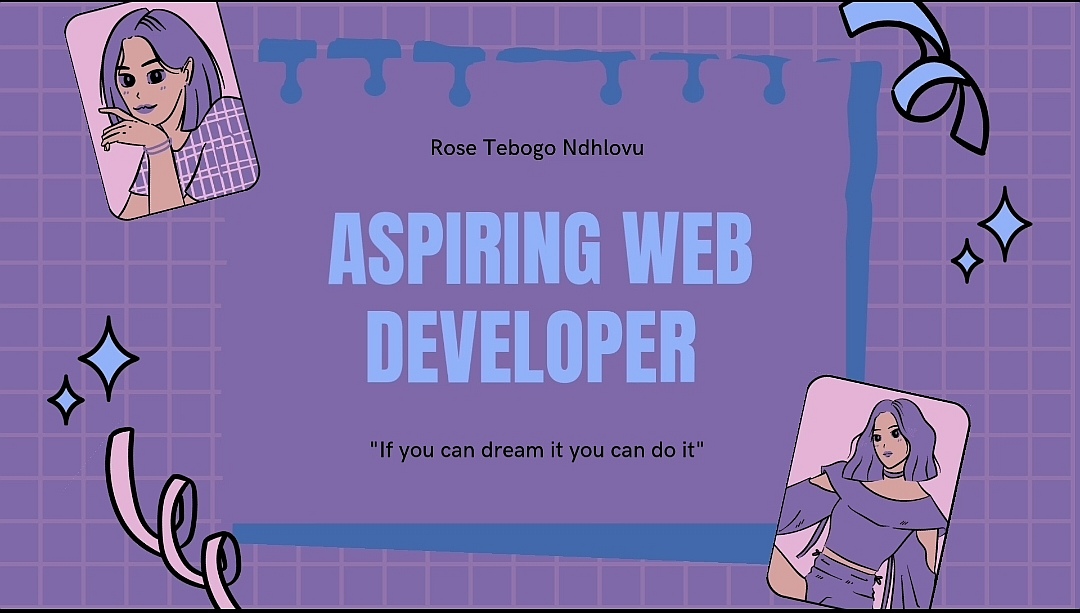 Rose Tebogo Ndhlovu
ASPIRING WEB
DEVELOPER
"If you can dream it you can do it"